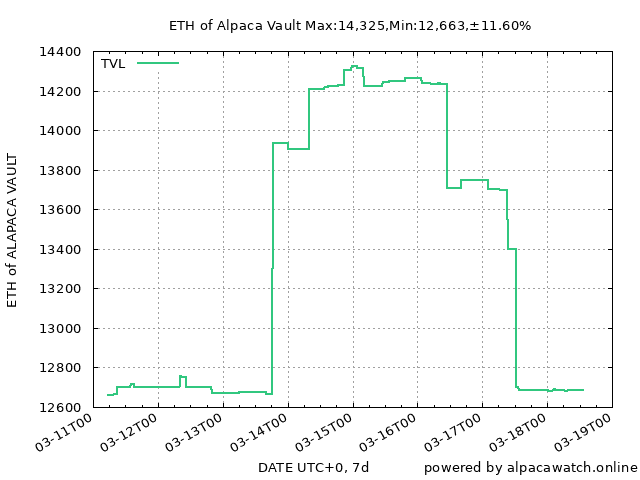 ETH of Alpaca Vault Max:14,325,Min:12,663,±11.60%
TVL
14400
14200
14000
13800
13600
13400
13200
13000
12800
12600
ETH of ALAPACA VAULT
03-11T00
03-12T00
03-13T00
03-14T00
03-15T00
03-16T00
03-17T00
03-18T00
03-19T00
DATE UTC+0, 7d
powered by alpacawatch.online